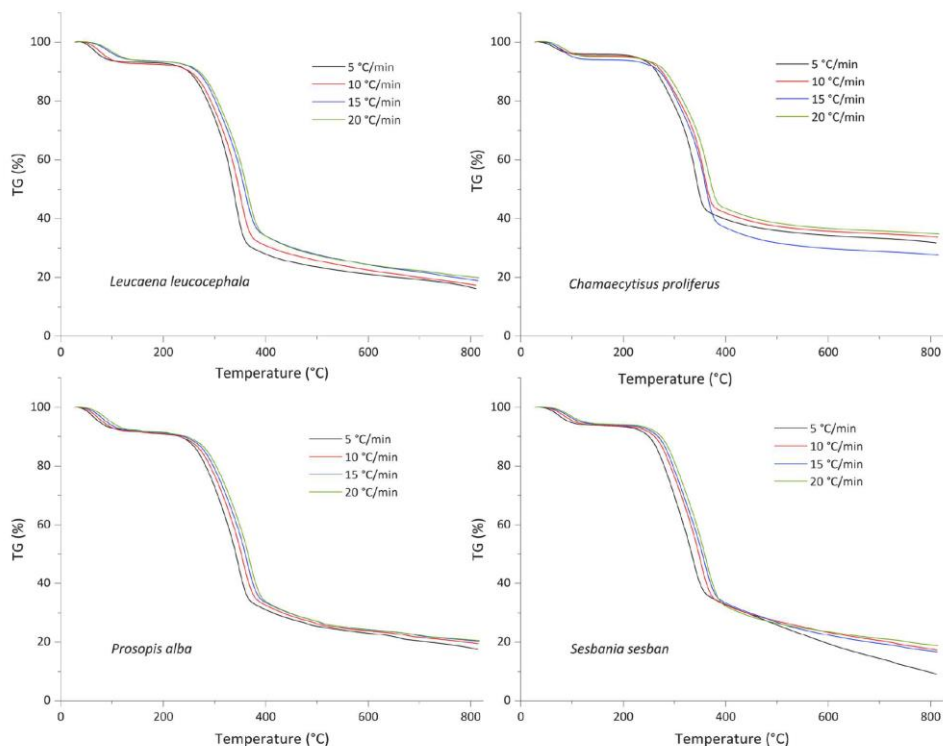 100
80
60
40
20
0
TG (%)
5 °C/min
10 °C/min
15 °C/min
20 °C/min
Leucaena leucocephala
0
200
400
600
800
Temperature (°C)
100
80
60
40
20
0
TG (%)
5 °C/min
10 °C/min
15 °C/min
20 °C/min
Chamaecytisus proliferus
0
200
400
600
800
Temperature (°C)
100
80
60
40
20
0
TG (%)
5 °C/min
10 °C/min
15 °C/min
20 °C/min
Prosopis alba
0
200
400
600
800
Temperature (°C)
100
80
60
40
20
0
TG (%)
5 °C/min
10 °C/min
15 °C/min
20 °C/min
Sesbania sesban
0
200
400
600
800
Temperature (°C)